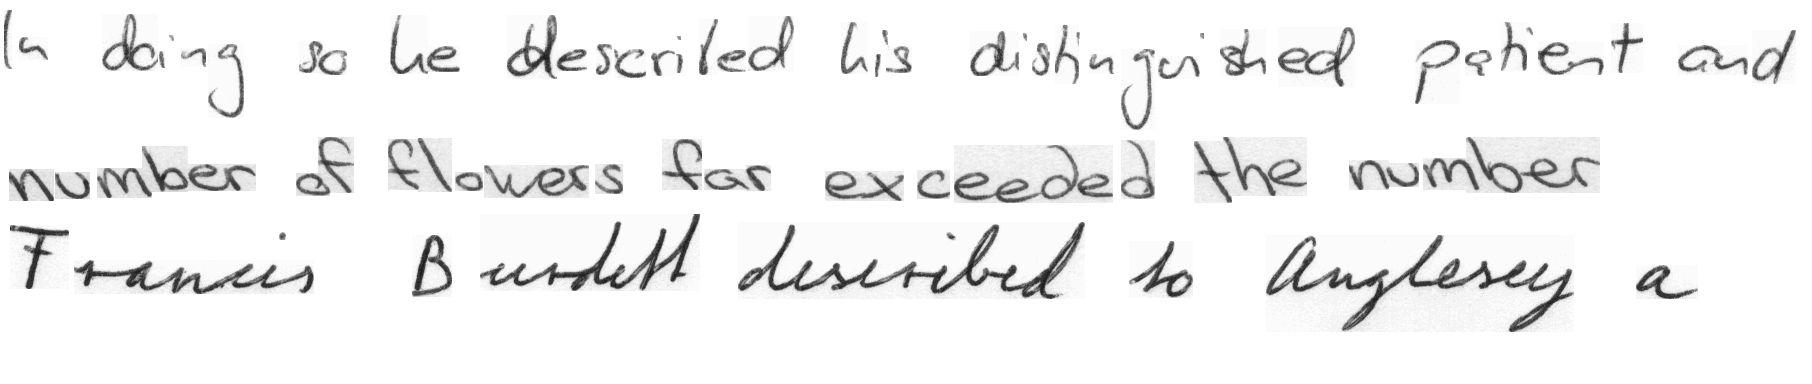 In doing so he described his distinguished patient and
number of flowers far exceeded the number
Francis Burdett described to Anglesey a